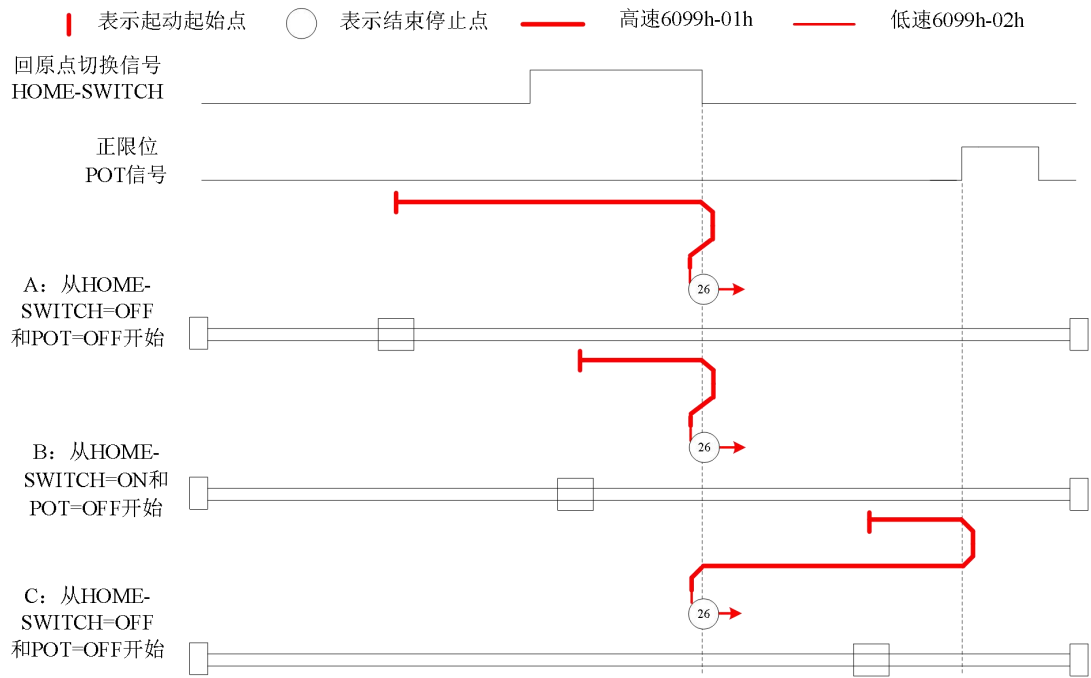 表示起动起始点 表示结束停止点 高速6099h-01h 低速6099h-02h
回原点切换信号
HOME-SWITCH
正限位
POT信号
26
A：从HOME-
SWITCH=OFF
和POT=OFF开始
26
B：从HOME-
SWITCH=ON和
POT=OFF开始
26
C：从HOME-
SWITCH=OFF
和POT=OFF开始